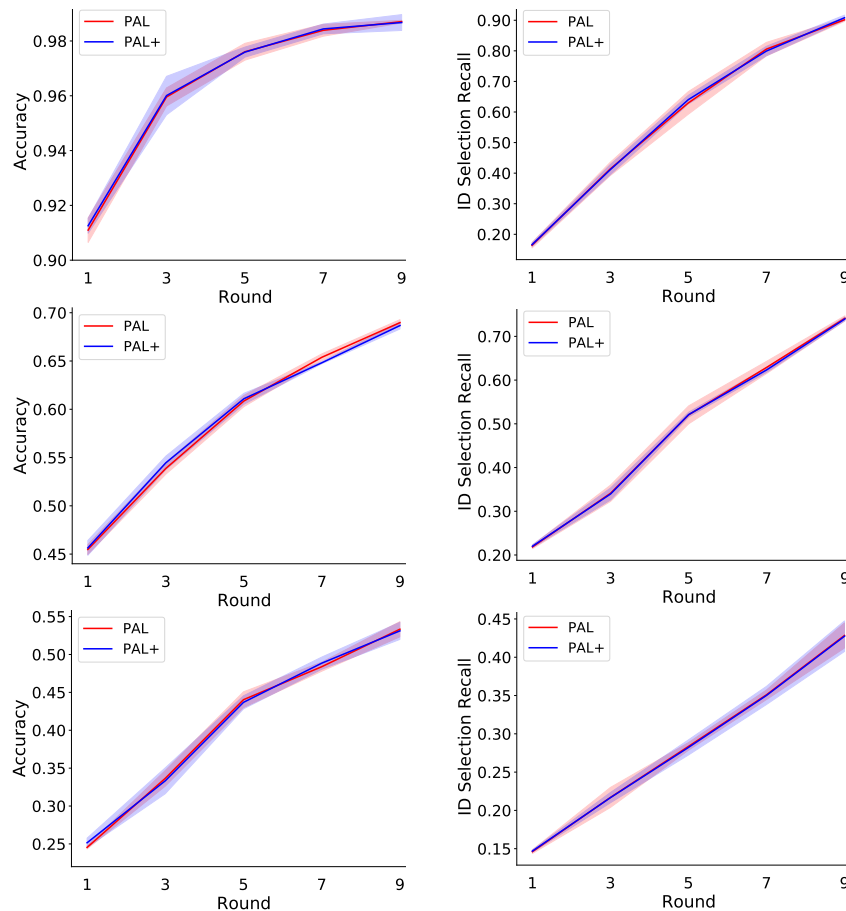 PAL
PAL+
0.98
0.96
0.94
0.92
0.90
Accuracy
1 3 5 7 9
Round
PAL
PAL+
0.90
0.80
0.70
0.60
0.50
0.40
0.30
0.20
ID Selection Recall
1 3 5 7 9
Round
PAL
PAL+
0.70
0.65
0.60
0.55
0.50
0.45
Accuracy
1 3 5 7 9
Round
PAL
PAL+
0.70
0.60
0.50
0.40
0.30
0.20
ID Selection Recall
1 3 5 7 9
Round
PAL
PAL+
0.55
0.50
0.45
0.40
0.35
0.30
0.25
Accuracy
1 3 5 7 9
Round
PAL
PAL+
0.45
0.40
0.35
0.30
0.25
0.20
0.15
ID Selection Recall
1 3 5 7 9
Round